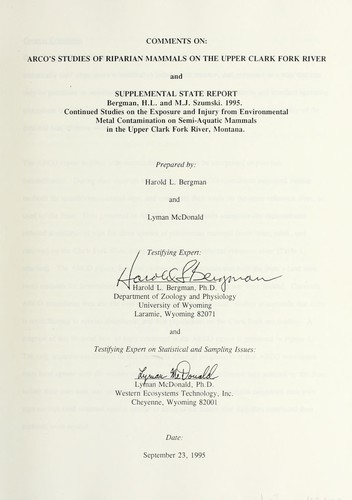 COMMENTS ON:
ARCO'S STUDIES OF RIPARIAN MAMMALS ON THE UPPER CLARK FORK RIVER
and
SUPPLEMENTAL STATE REPORT
Bergman, H.L. and M.J. Szumski. 1995.
Continued Studies on the Exposure and Injury from Environmental
Metal Contamination on Semi-Aquatic Mammals
in the Upper Clark Fork River, Montana.
Prepared by:
Harold L. Bergman
and
Lyman McDonald
Testifying Expert:
Harold L Bergman
Harold L. Bergman, Ph.D.
Department of Zoology and Physiology
University of Wyoming
Laramie, Wyoming 82071
and
Testifying Expert on Statistical and Sampling Issues:
Lyman McDonald
Lyman McDonald, Ph.D.
Western Ecosystems Technology, Inc.
Cheyenne, Wyoming 82001
Date:
September 23, 1995